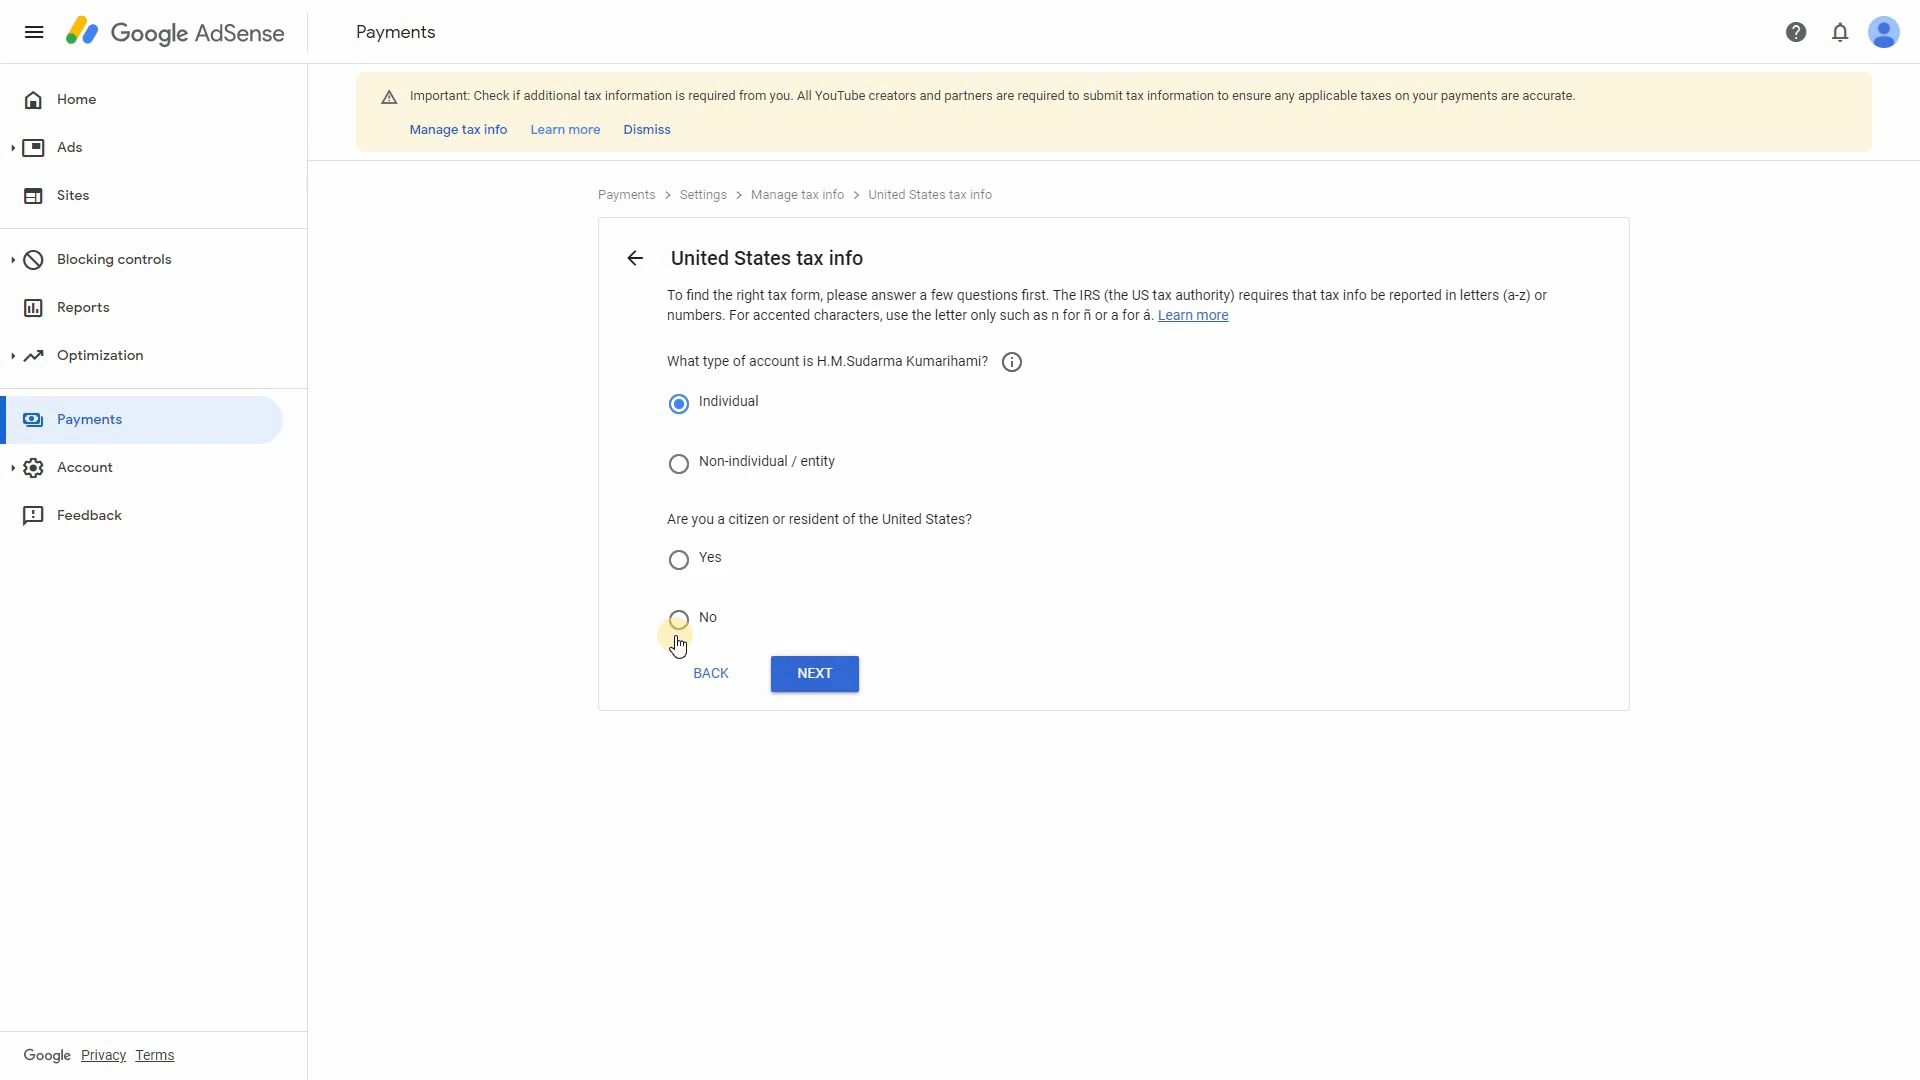 Google AdSense
Payments
Home
Ads
Sites
Blocking controls
Reports
Optimization
Payments
Account
Feedback
Google Privacy Terms
Important: Check if additional tax information is required from you. All YouTube creators and partners are required to submit tax information to ensure any applicable taxes on your payments are accurate.
Manage tax info Learn more Dismiss
Payments > Settings > Manage tax info > United States tax info
United States tax info
To find the right tax form, please answer a few questions first. The IRS (the US tax authority) requires that tax info be reported in letters (a-z) or
numbers. For accented characters, use the letter only such as n for ñ or a for á. Learn more
What type of account is H.M.Sudarma Kumarihami?
Individual
Non-individual / entity
Are you a citizen or resident of the United States?
Yes
No
BACK NEXT